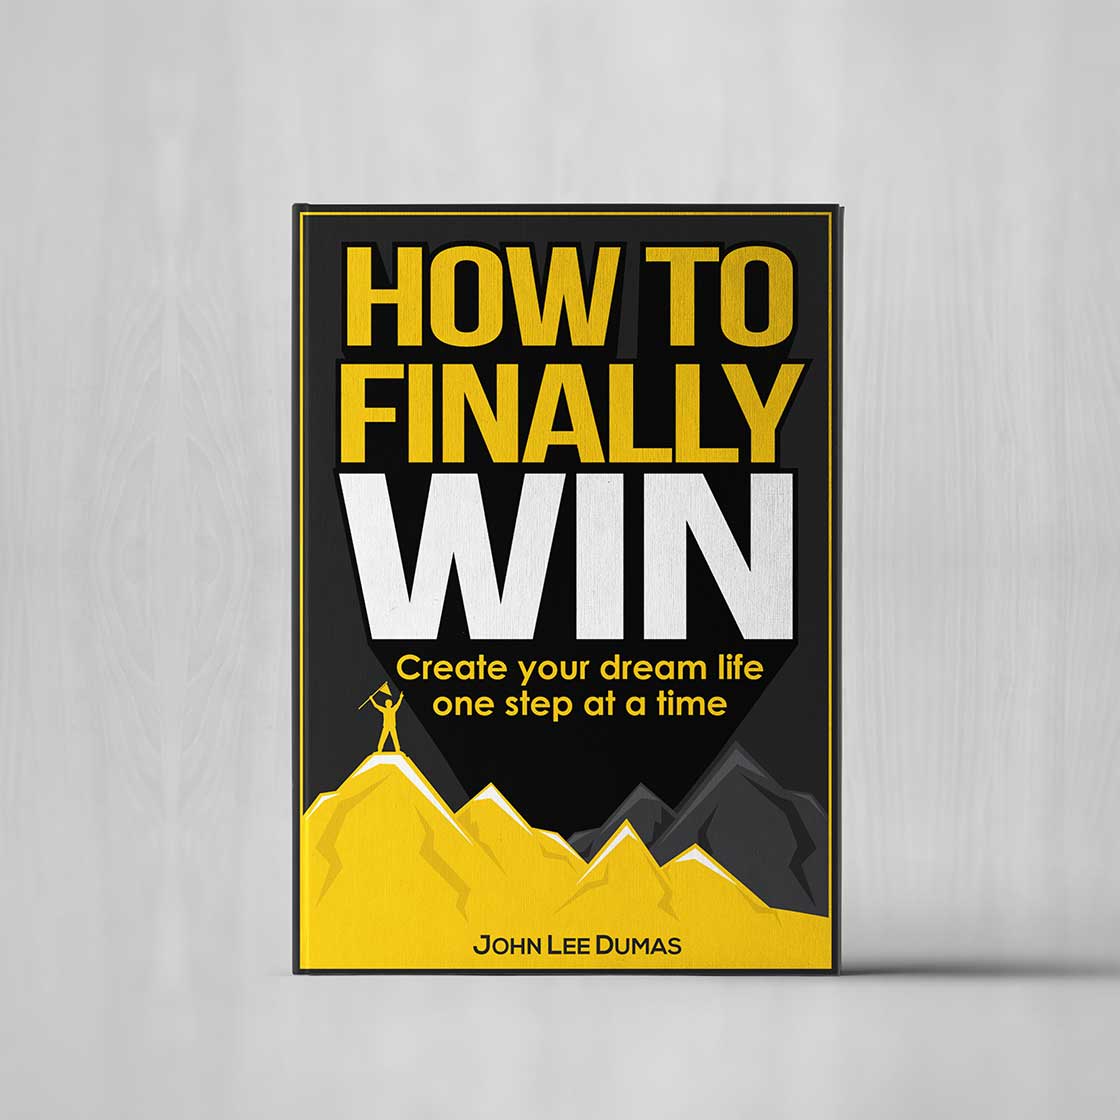 HOW TO
FINALLY
WIN
Create your dream life
one step at a time
JOHN LEE DUMAS